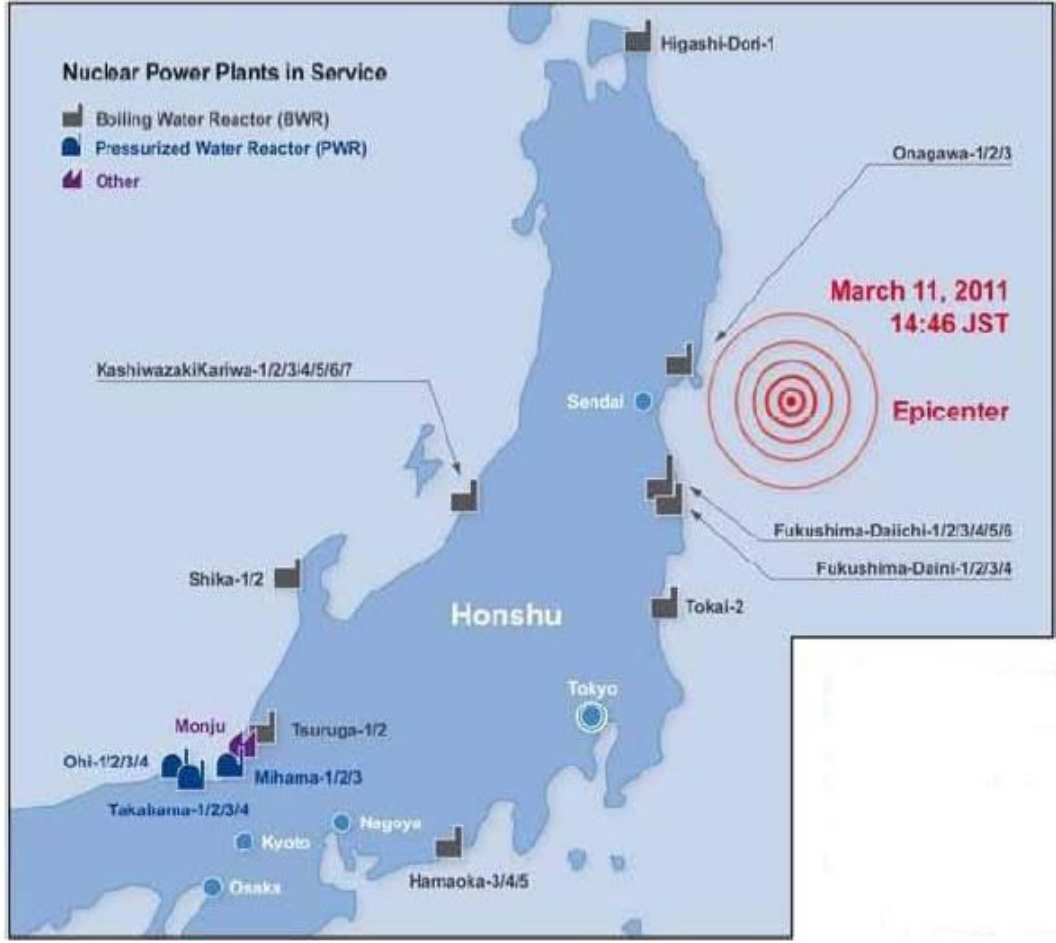 Nuclear Power Plants in Service
Boiling Water Reactor (BWR)
Pressurized Water Reactor (PWR)
Other
Higashi-Dori-1
Onagawa-1/2/3
March 11, 2011
14:46 JST
Epicenter
KashiwazakiKariwa-1/2/3/4/5/6/7
Sendai
Fukushima-Daiichi-1/2/3/4/5/6
Fukushima-Daini-1/2/3/4
Shika-1/2
Honshu
Tokai-2
Tokyo
Monju
Tsuruga-1/2
Ohi-1/2/3/4
Mihama-1/2/3
Takahama-1/2/3/4
Nagoya
Kyoto
Hamaoka-3/4/5
Osaka